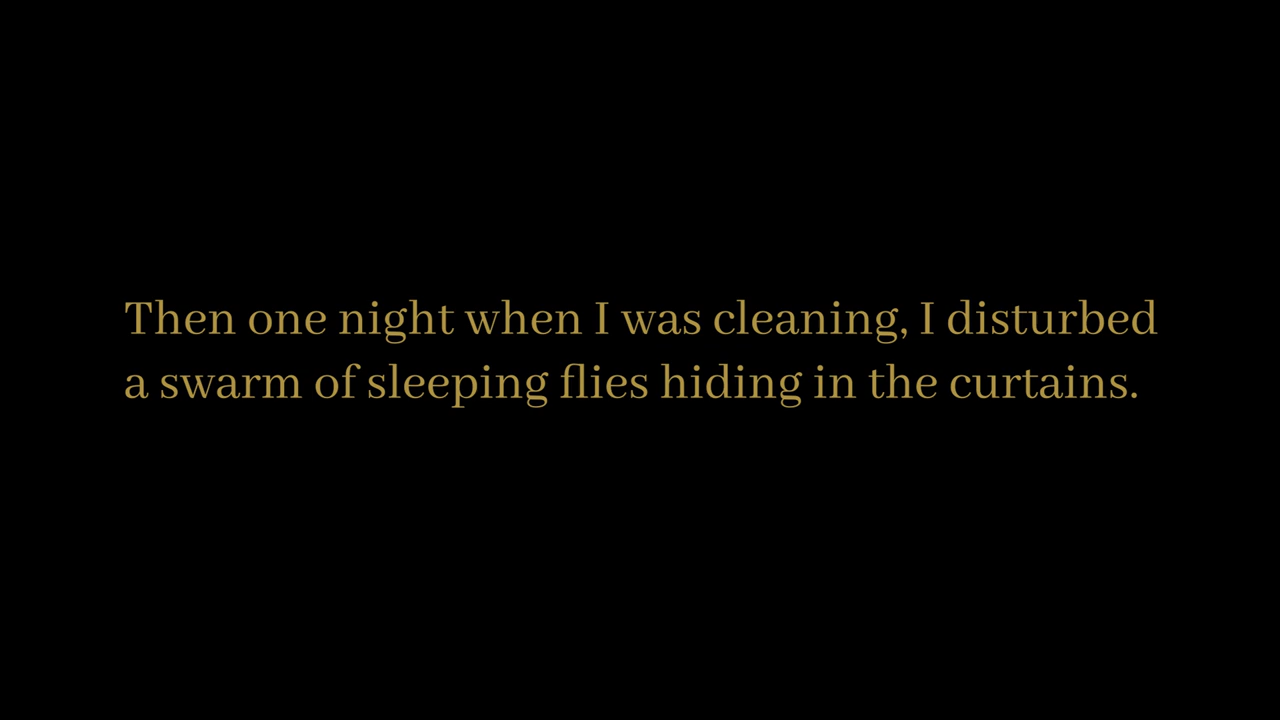 Then one night when I was cleaning, I disturbed
a swarm of sleeping flies hiding in the curtains.